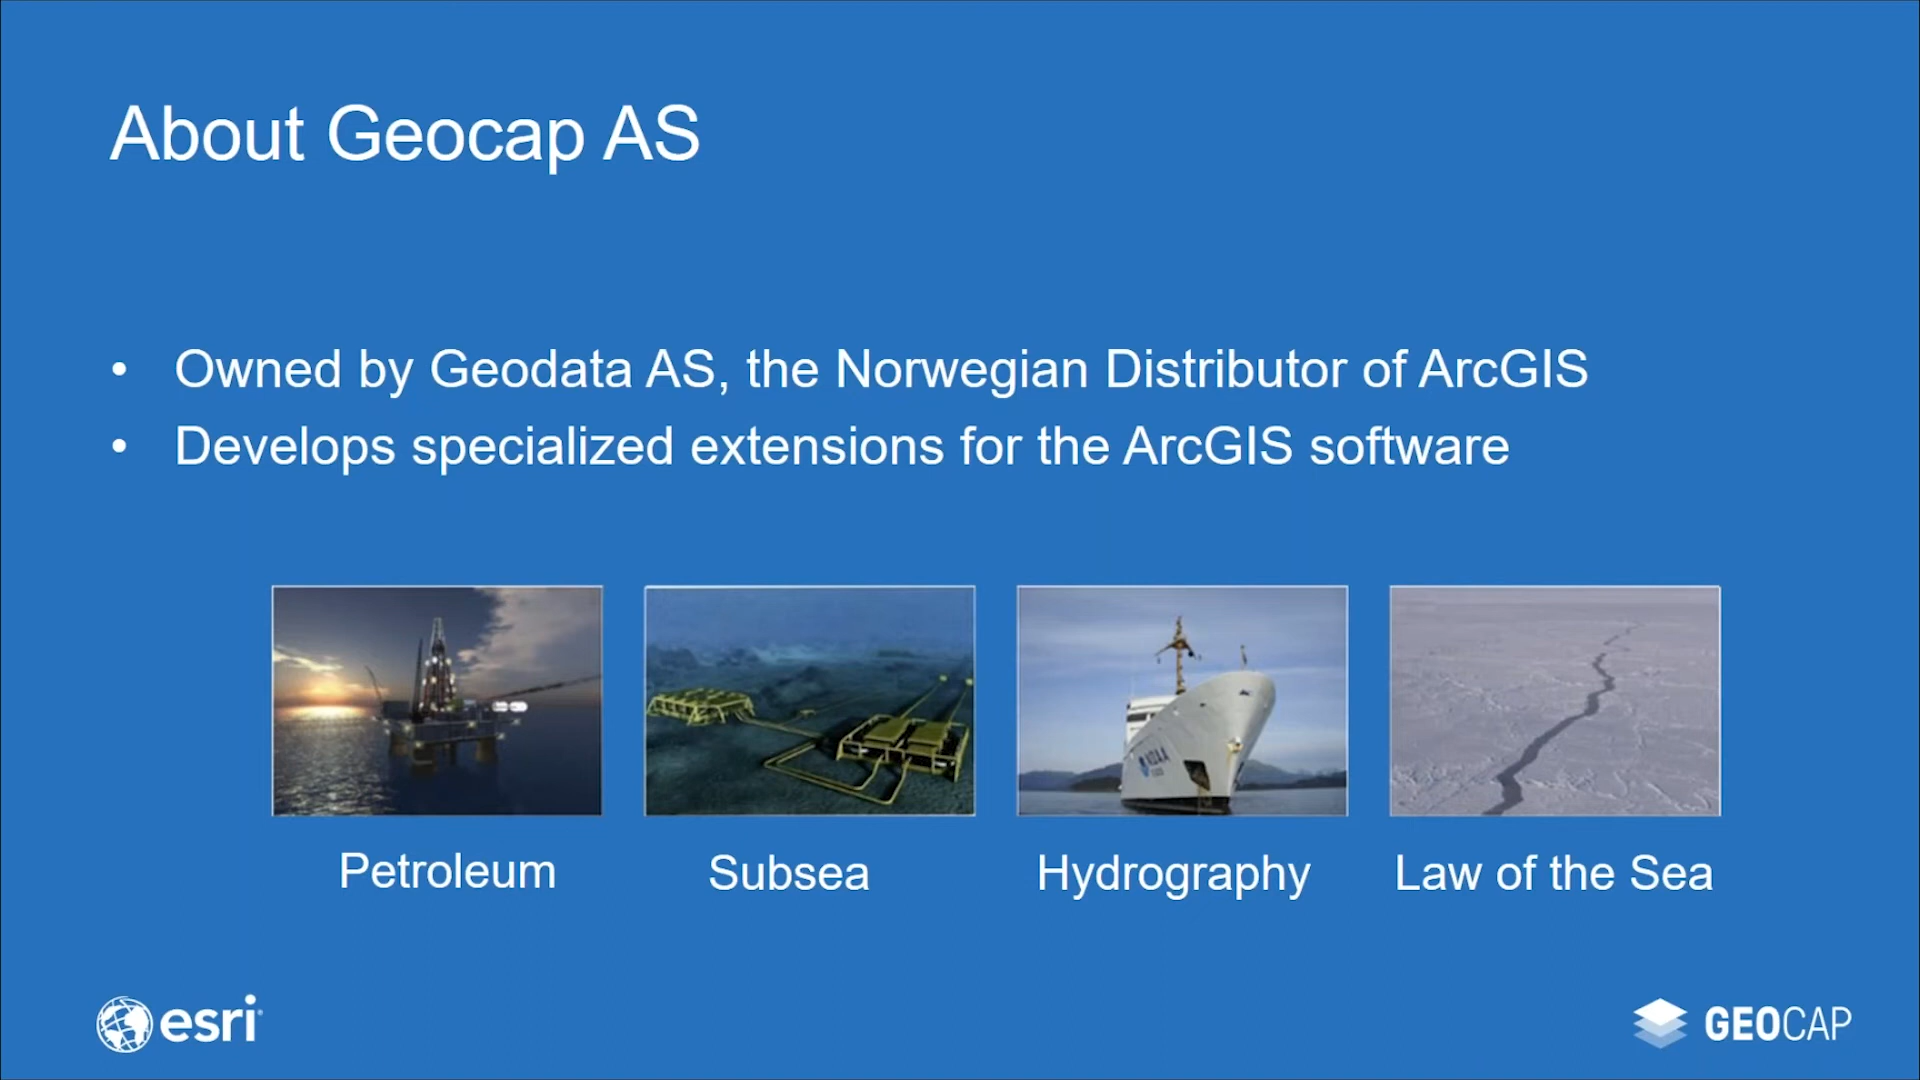 About Geocap AS
• Owned by Geodata AS, the Norwegian Distributor of ArcGIS
• Develops specialized extensions for the ArcGIS software
NOAA
Petroleum
Subsea
Hydrography
Law of the Sea
esri
GEOCAP